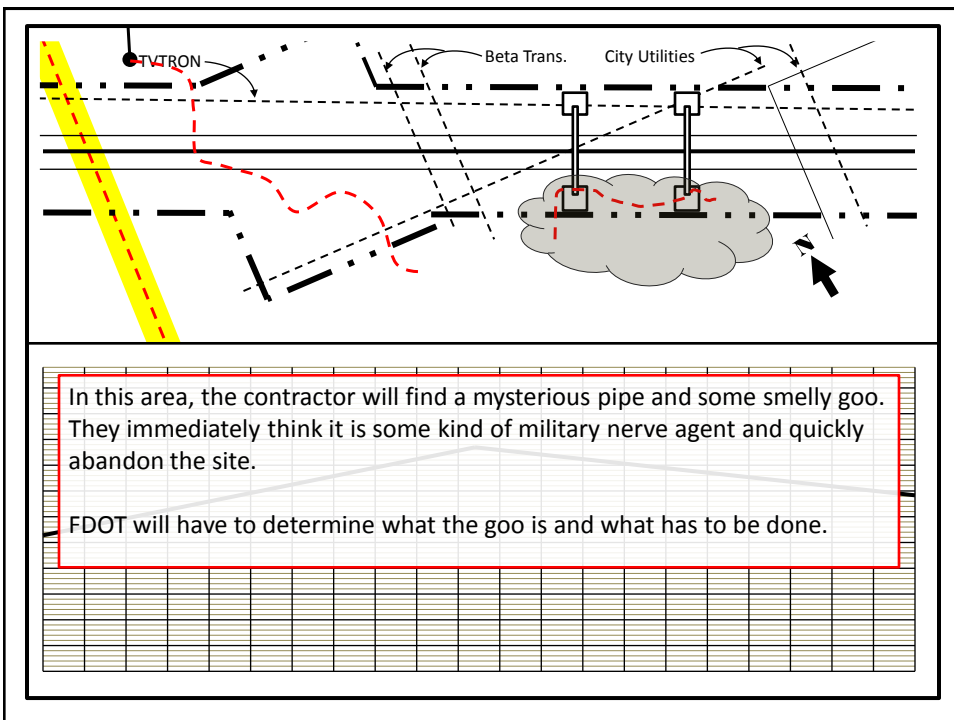 TVTRON
Beta Trans.
City Utilities
N
In this area, the contractor will find a mysterious pipe and some smelly goo.
They immediately think it is some kind of military nerve agent and quickly
abandon the site.
FDOT will have to determine what the goo is and what has to be done.